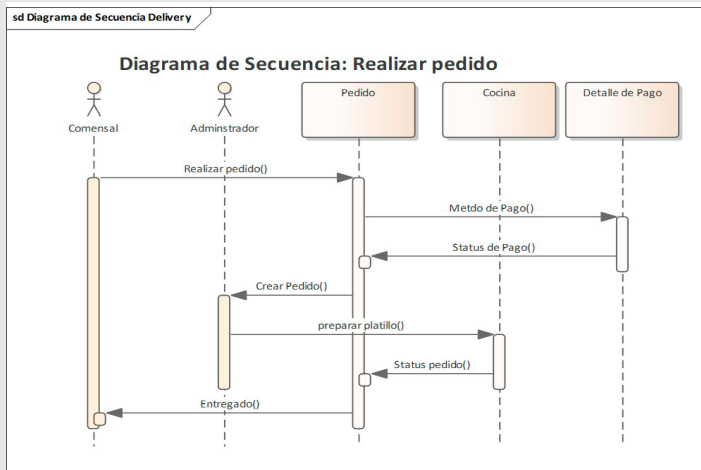 sd Diagrama de Secuencia Delivery
Diagrama de Secuencia: Realizar pedido
Comensal
Adminstrador
Pedido
Cocina
Detalle de Pago
Realizar pedido()
Metdo de Pago()
Status de Pago()
Crear Pedido()
preparar platillo()
Status pedido()
Entregado()